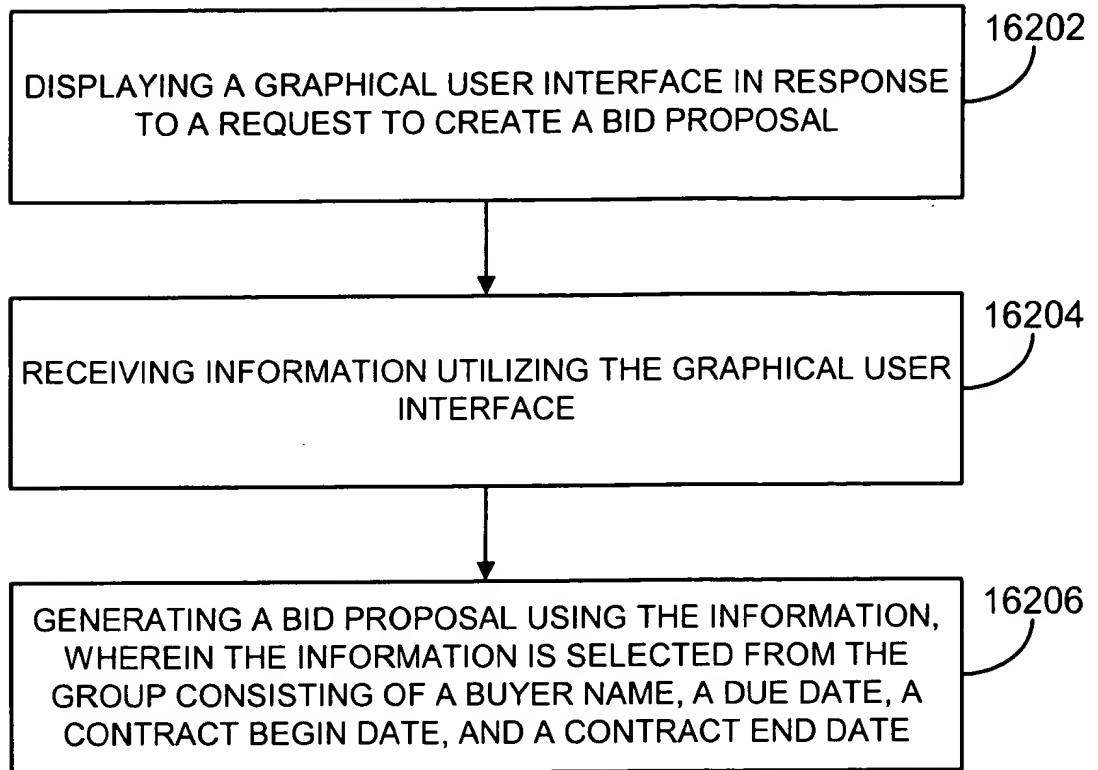 16202
DISPLAYING A GRAPHICAL USER INTERFACE IN RESPONSE
TO A REQUEST TO CREATE A BID PROPOSAL
16204
RECEIVING INFORMATION UTILIZING THE GRAPHICAL USER
INTERFACE
16206
GENERATING A BID PROPOSAL USING THE INFORMATION,
WHEREIN THE INFORMATION IS SELECTED FROM THE
GROUP CONSISTING OF A BUYER NAME, A DUE DATE, A
CONTRACT BEGIN DATE, AND A CONTRACT END DATE